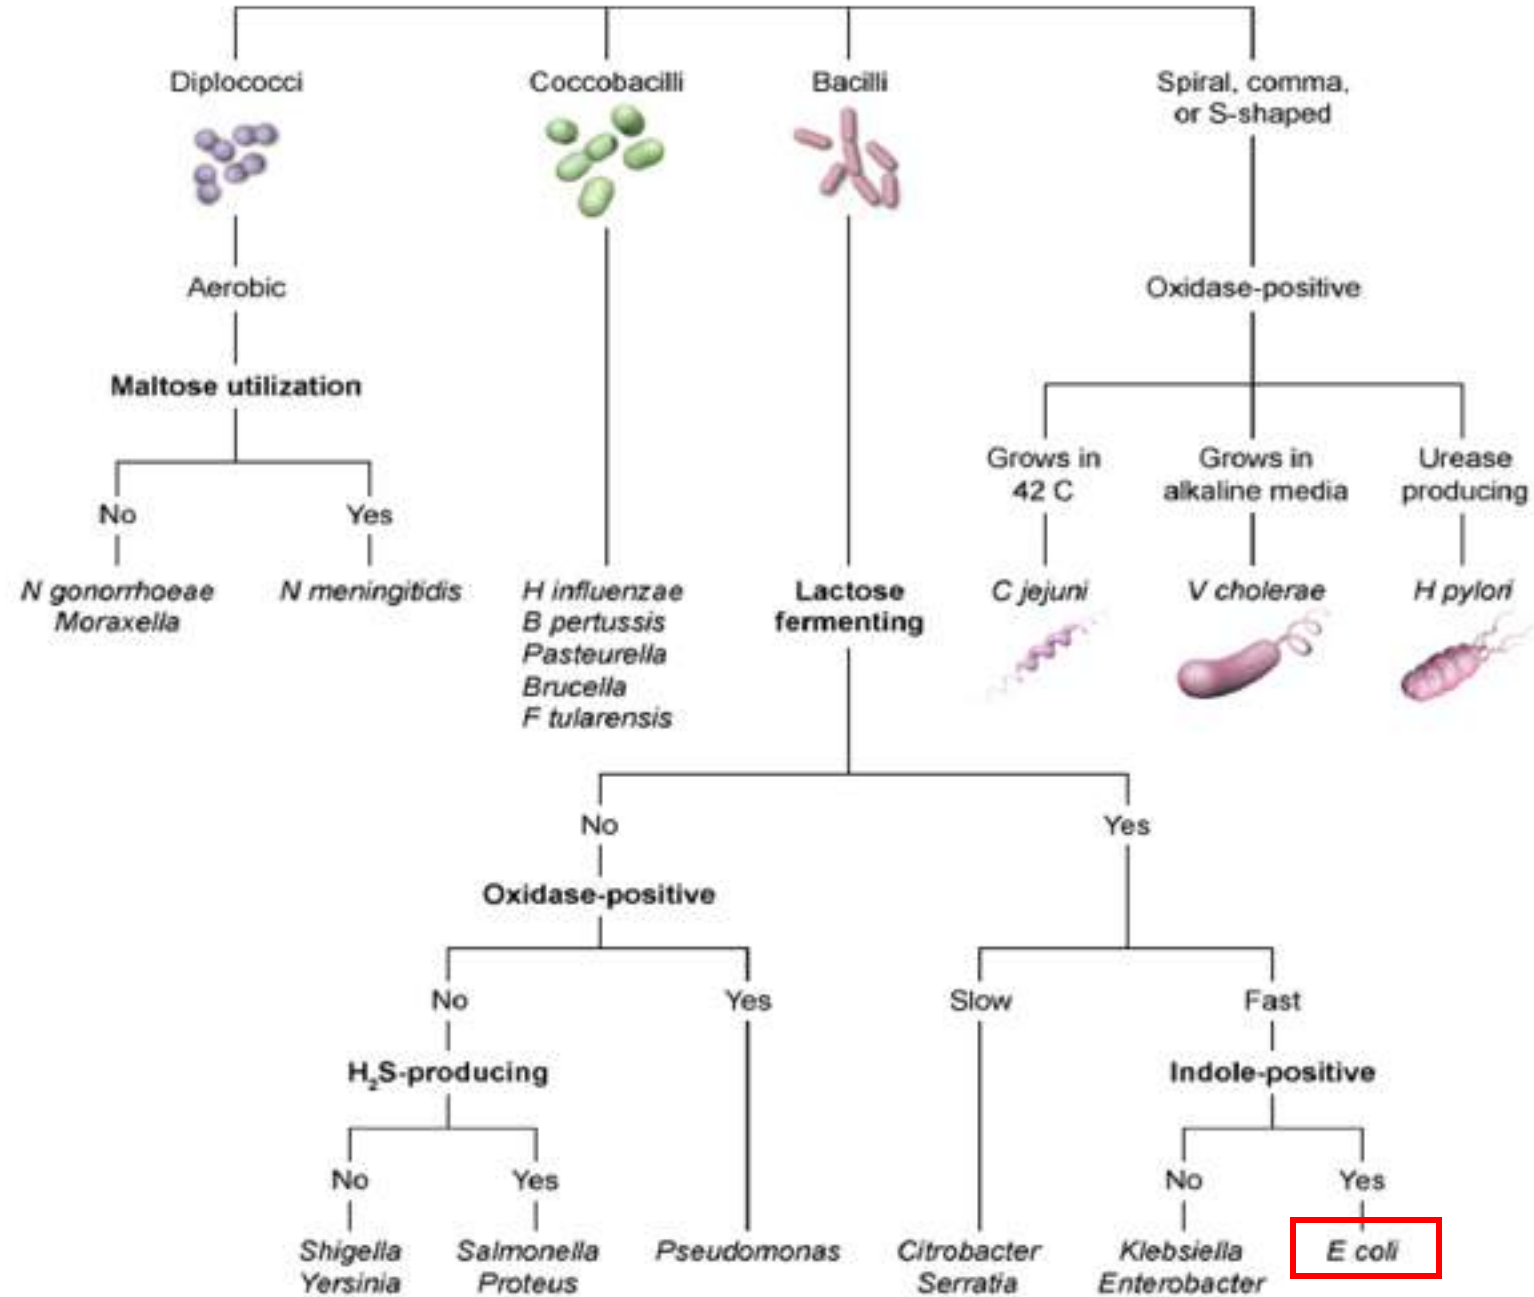 Diplococci
Coccobacilli
Bacilli
Spiral, comma,
or S-shaped
Aerobic
Oxidase-positive
Maltose utilization
Grows in
42 C
Grows in
alkaline media
Urease
producing
No
Yes
N gonorrhoeae
Moraxella
N meningitidis
H influenzae
B pertussis
Pasteurella
Brucella
F tularensis
Lactose
fermenting
C jejuni
V cholerae
H pylori
No
Yes
Oxidase-positive
No
Yes
Slow
Fast
H₂S-producing
Indole-positive
No
Yes
No
Yes
Shigella
Yersinia
Salmonella
Proteus
Pseudomonas
Citrobacter
Serratia
Klebsiella
Enterobacter
E coli